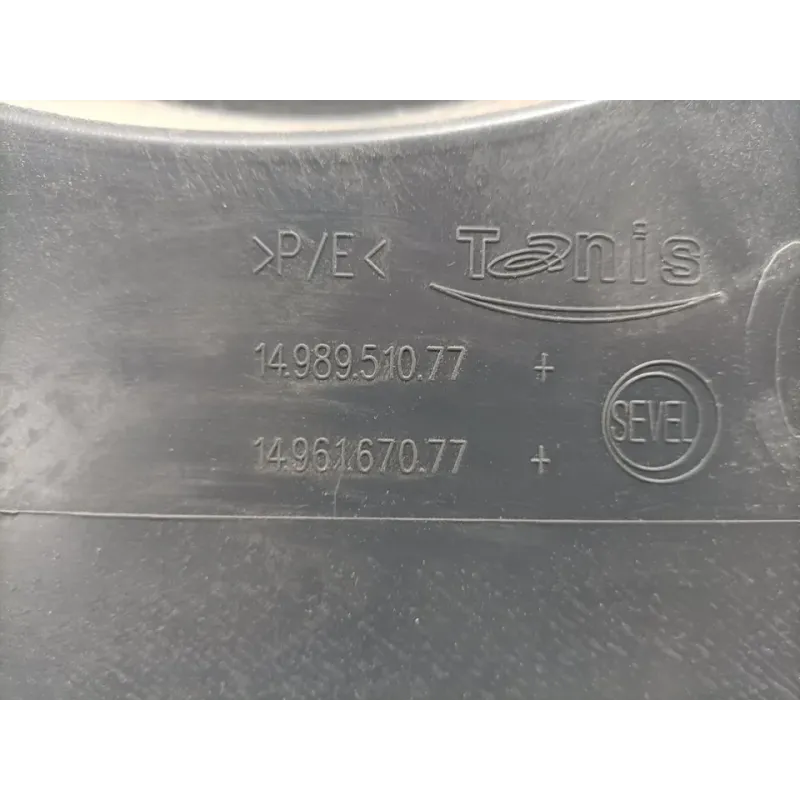 >P/E<
Tanis
14.989.510.77 +
14.961.670.77 +
SEVEL